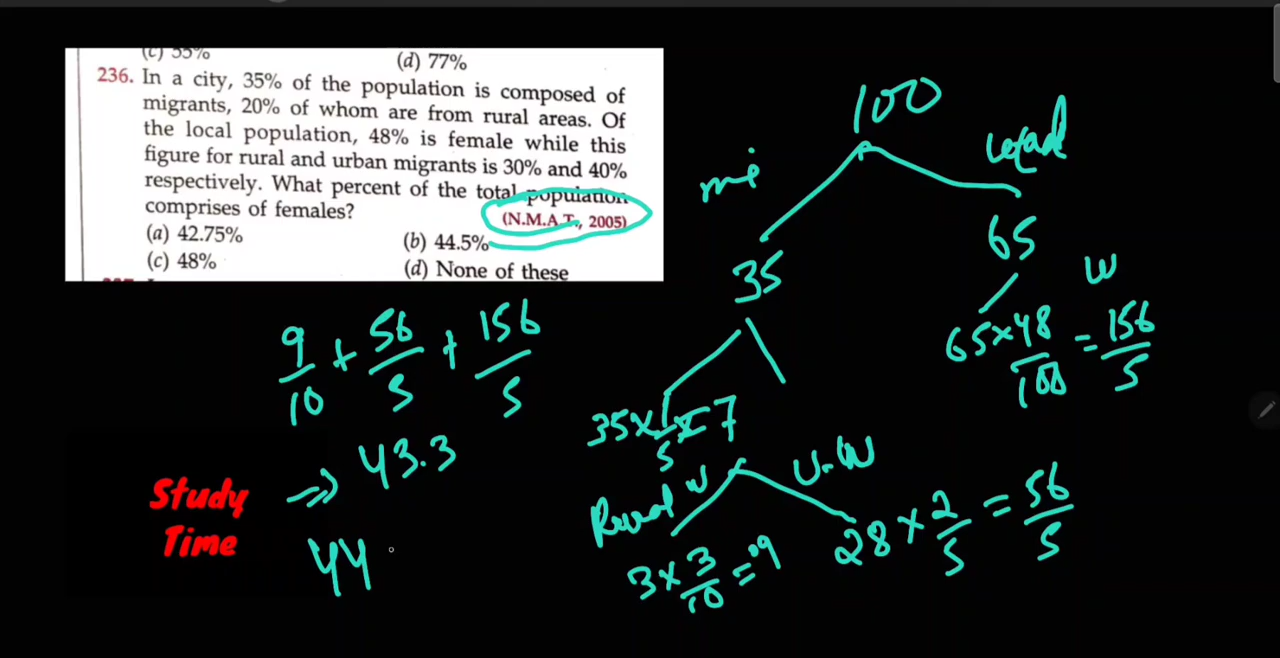 (c) 55%
(d) 77%
236. In a city, 35% of the population is composed of
migrants, 20% of whom are from rural areas. Of
the local population, 48% is female while this
figure for rural and urban migrants is 30% and 40%
respectively. What percent of the total population
comprises of females?
(N.M.A.T., 2005)
(a) 42.75%
(b) 44.5%
(c) 48%
(d) None of these
100
mi
35
65
W
65×48/100 = 156/5
9/10 + 56/5 + 156/5
35×1/5 = 7
⇒ 43.3
Rural W
U-W
3 × 3/10 = .9
28 × 2/5 = 56/5
44.
Study
Time